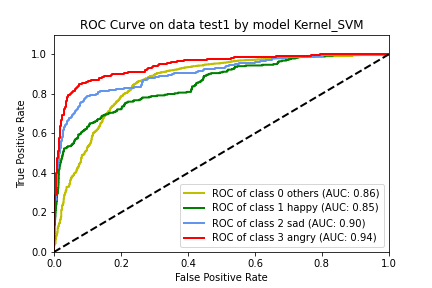 ROC Curve on data test1 by model Kernel_SVM
True Positive Rate
1.0
0.8
0.6
0.4
0.2
0.0
ROC of class 0 others (AUC: 0.86)
ROC of class 1 happy (AUC: 0.85)
ROC of class 2 sad (AUC: 0.90)
ROC of class 3 angry (AUC: 0.94)
0.0 0.2 0.4 0.6 0.8 1.0
False Positive Rate